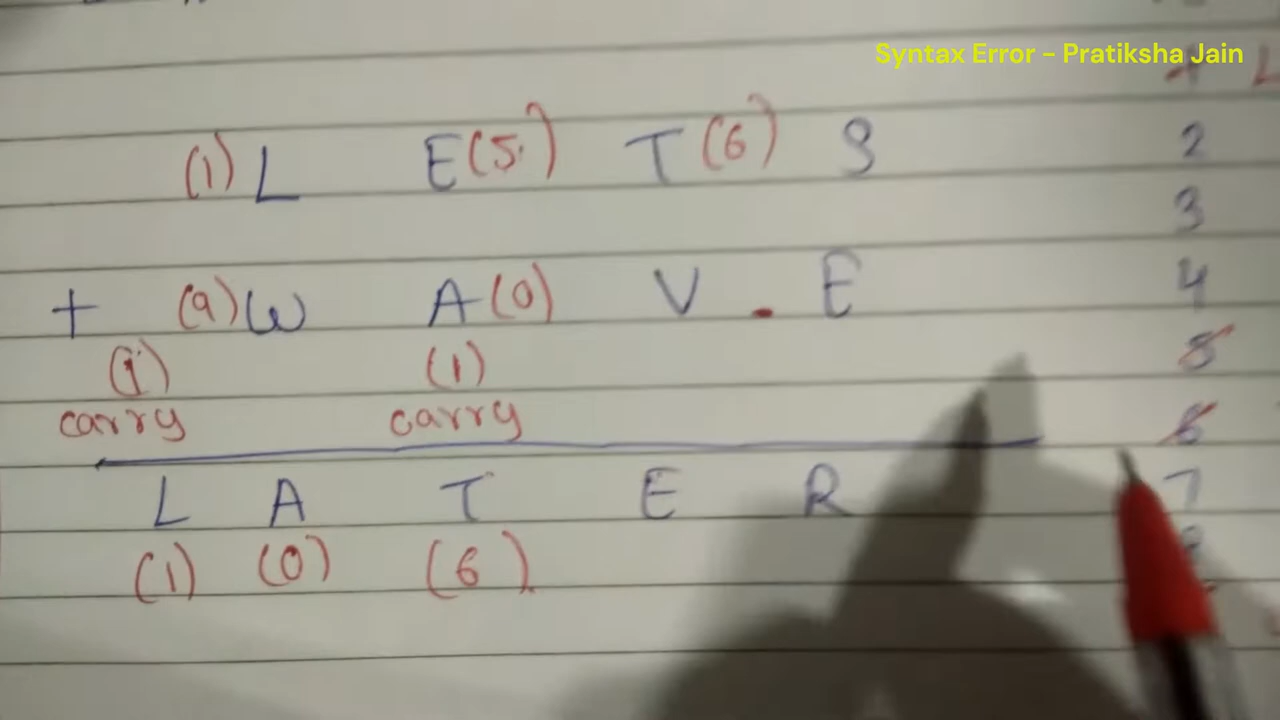 Syntax Error - Pratiksha Jain
+ L
(1) L E(5) T(6) S 2
3
+ (9)W A(0) V . E 4
(1) (1) 5
carry carry 6
L A T E R 7
(1) (0) (6)